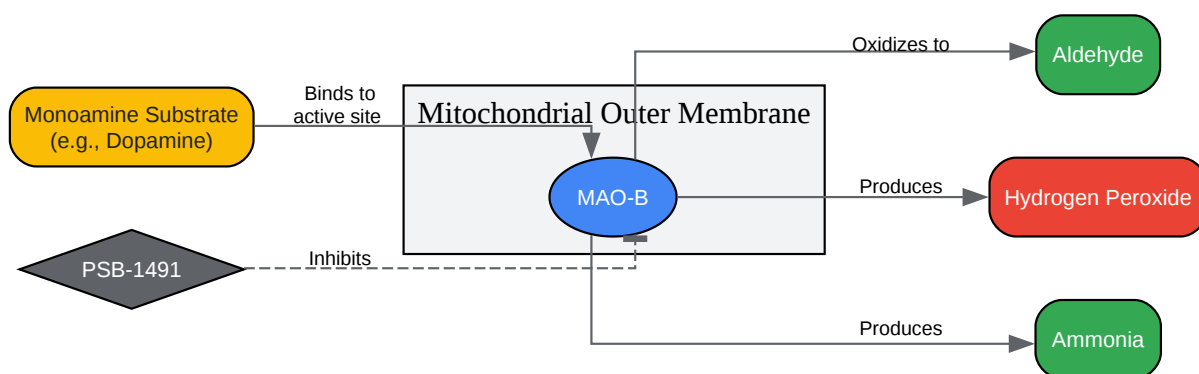 Oxidizes to
Aldehyde
Monoamine Substrate
(e.g., Dopamine)
Binds to
active site
Mitochondrial Outer Membrane
MAO-B
Produces
Hydrogen Peroxide
PSB-1491
Inhibits
Produces
Ammonia